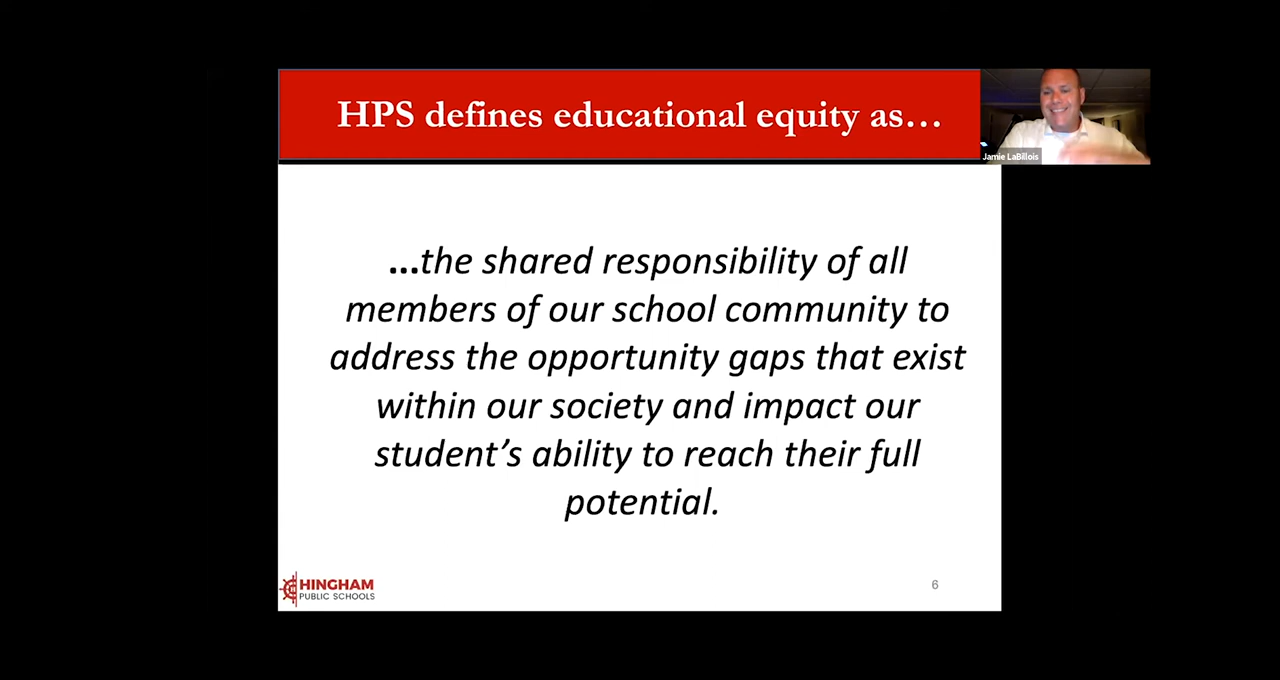 HPS defines educational equity as…
Jamie LaBillois
...the shared responsibility of all
members of our school community to
address the opportunity gaps that exist
within our society and impact our
student’s ability to reach their full
potential.
HINGHAM
PUBLIC SCHOOLS
6